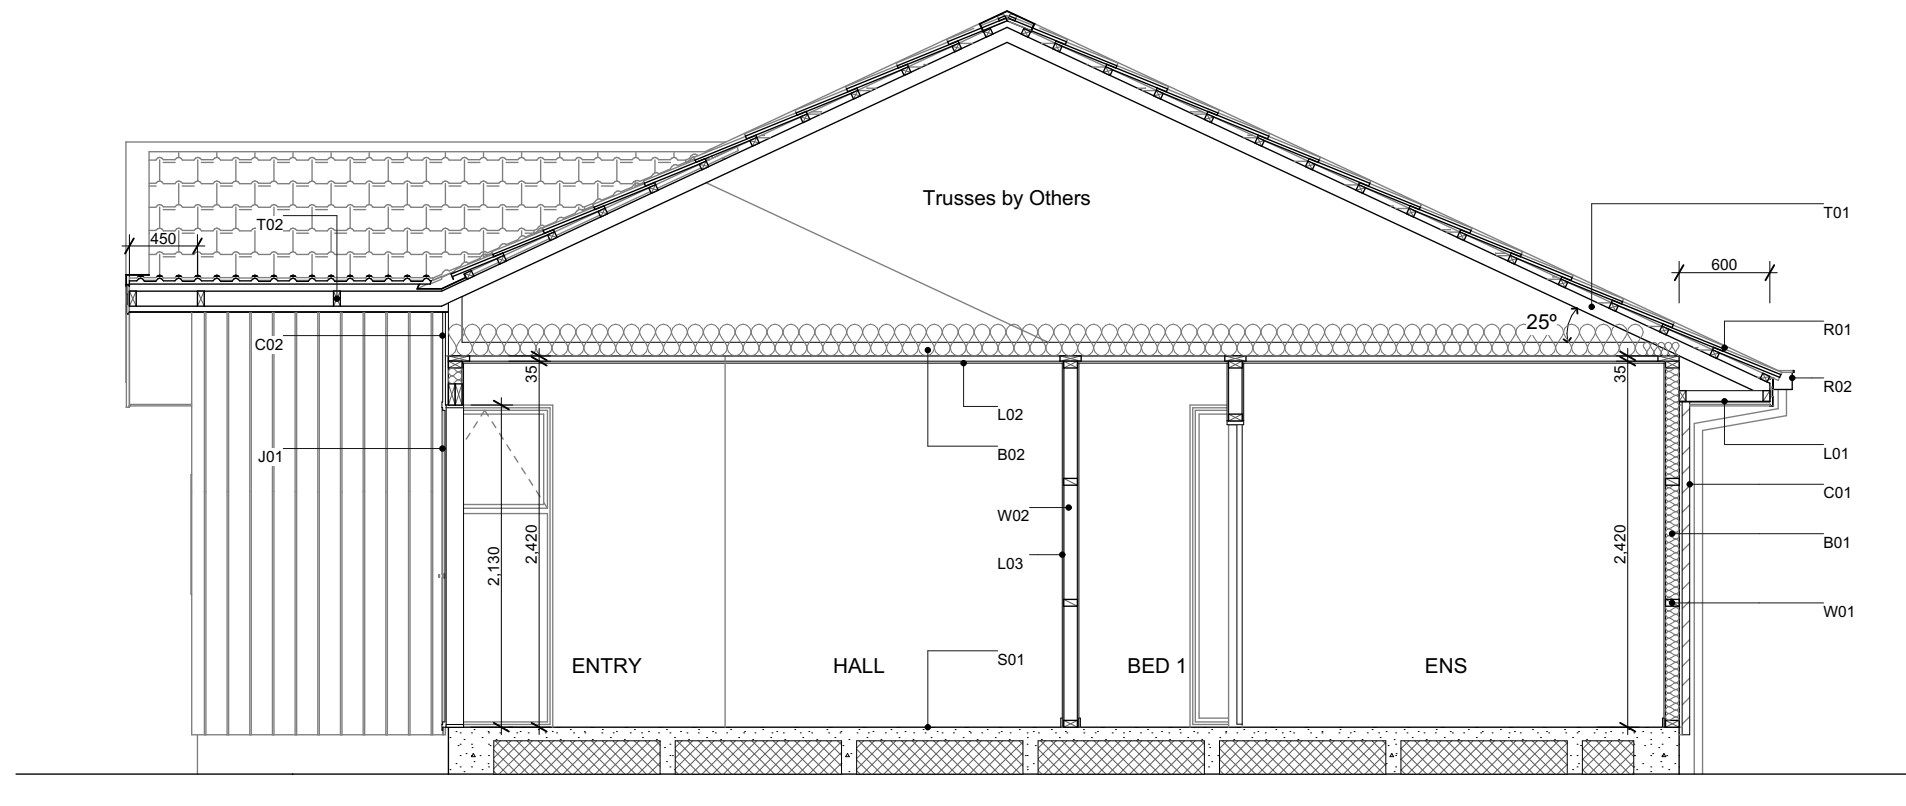 Trusses by Others
T01
T02
450
600
25º
R01
C02
R02
35
35
L02
J01
B02
L01
C01
W02
2,130
2,420
2,420
B01
L03
W01
S01
ENTRY
HALL
BED 1
ENS